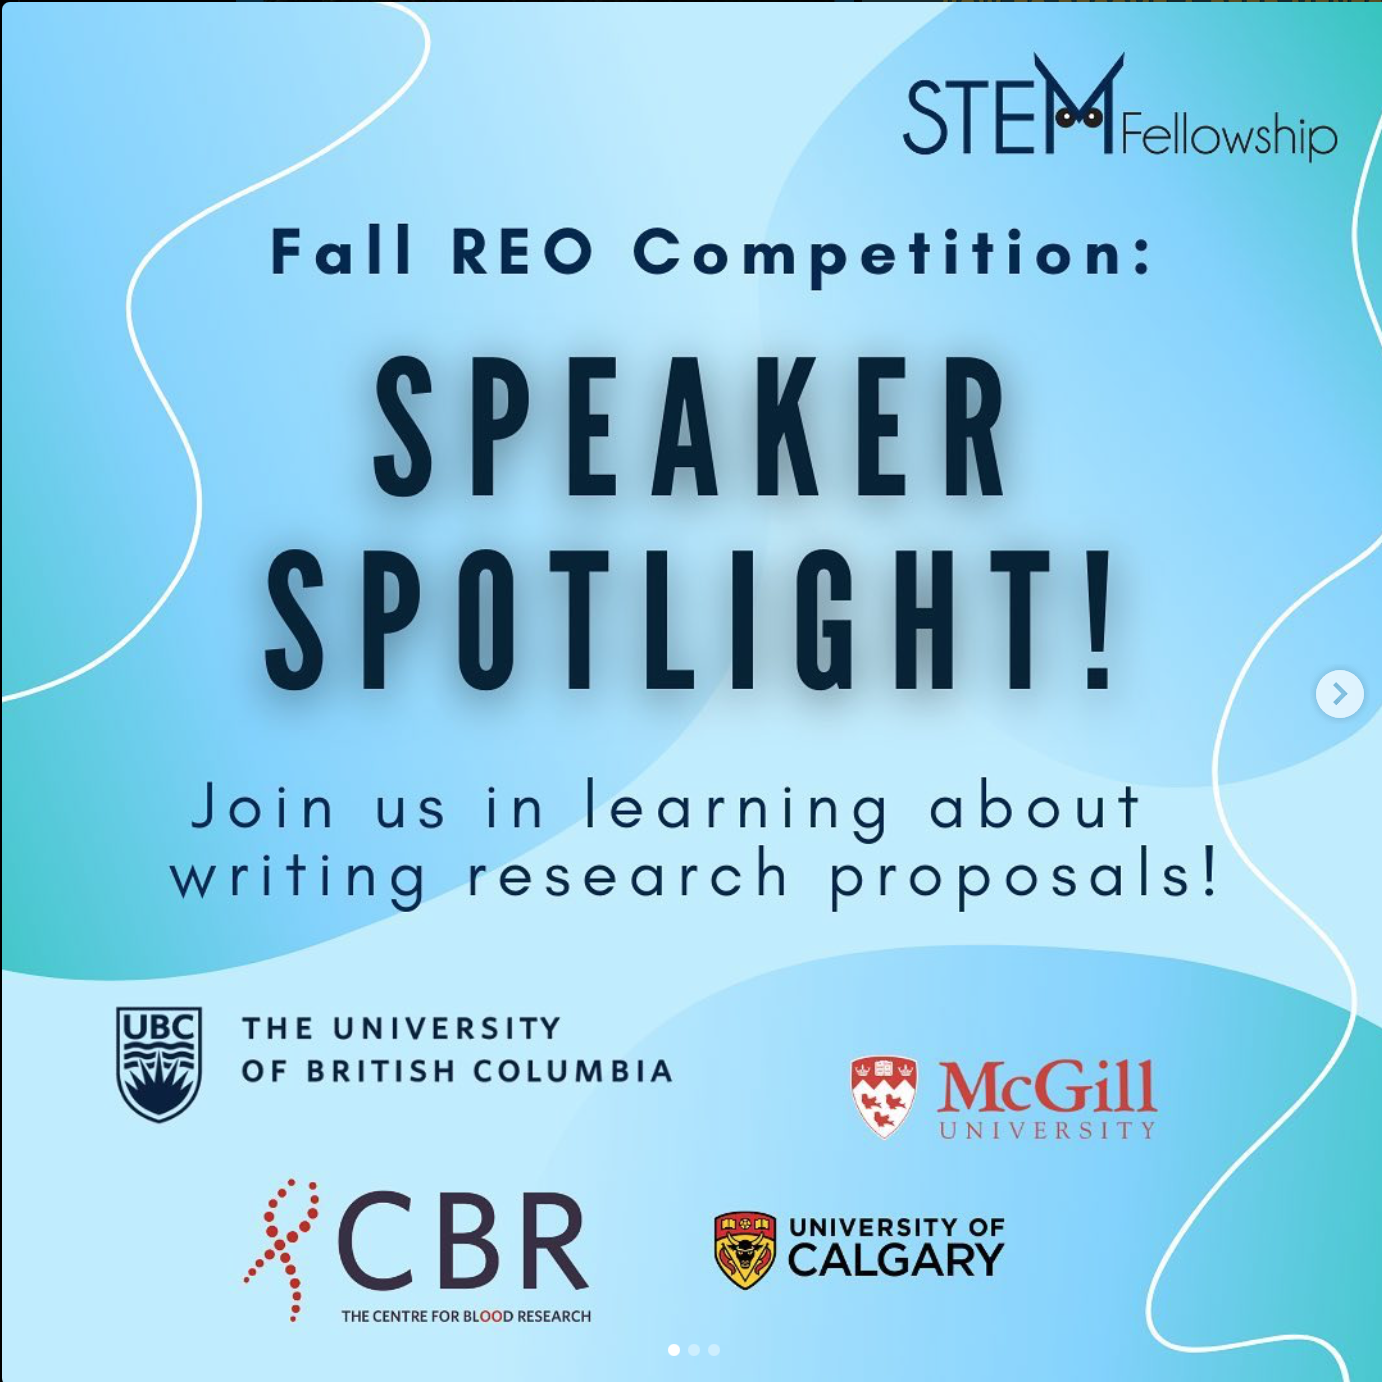 STEM Fellowship
Fall REO Competition:
SPEAKER
SPOTLIGHT!
Join us in learning about
writing research proposals!
UBC
THE UNIVERSITY
OF BRITISH COLUMBIA
McGill
UNIVERSITY
CBR
THE CENTRE FOR BLOOD RESEARCH
UNIVERSITY OF
CALGARY